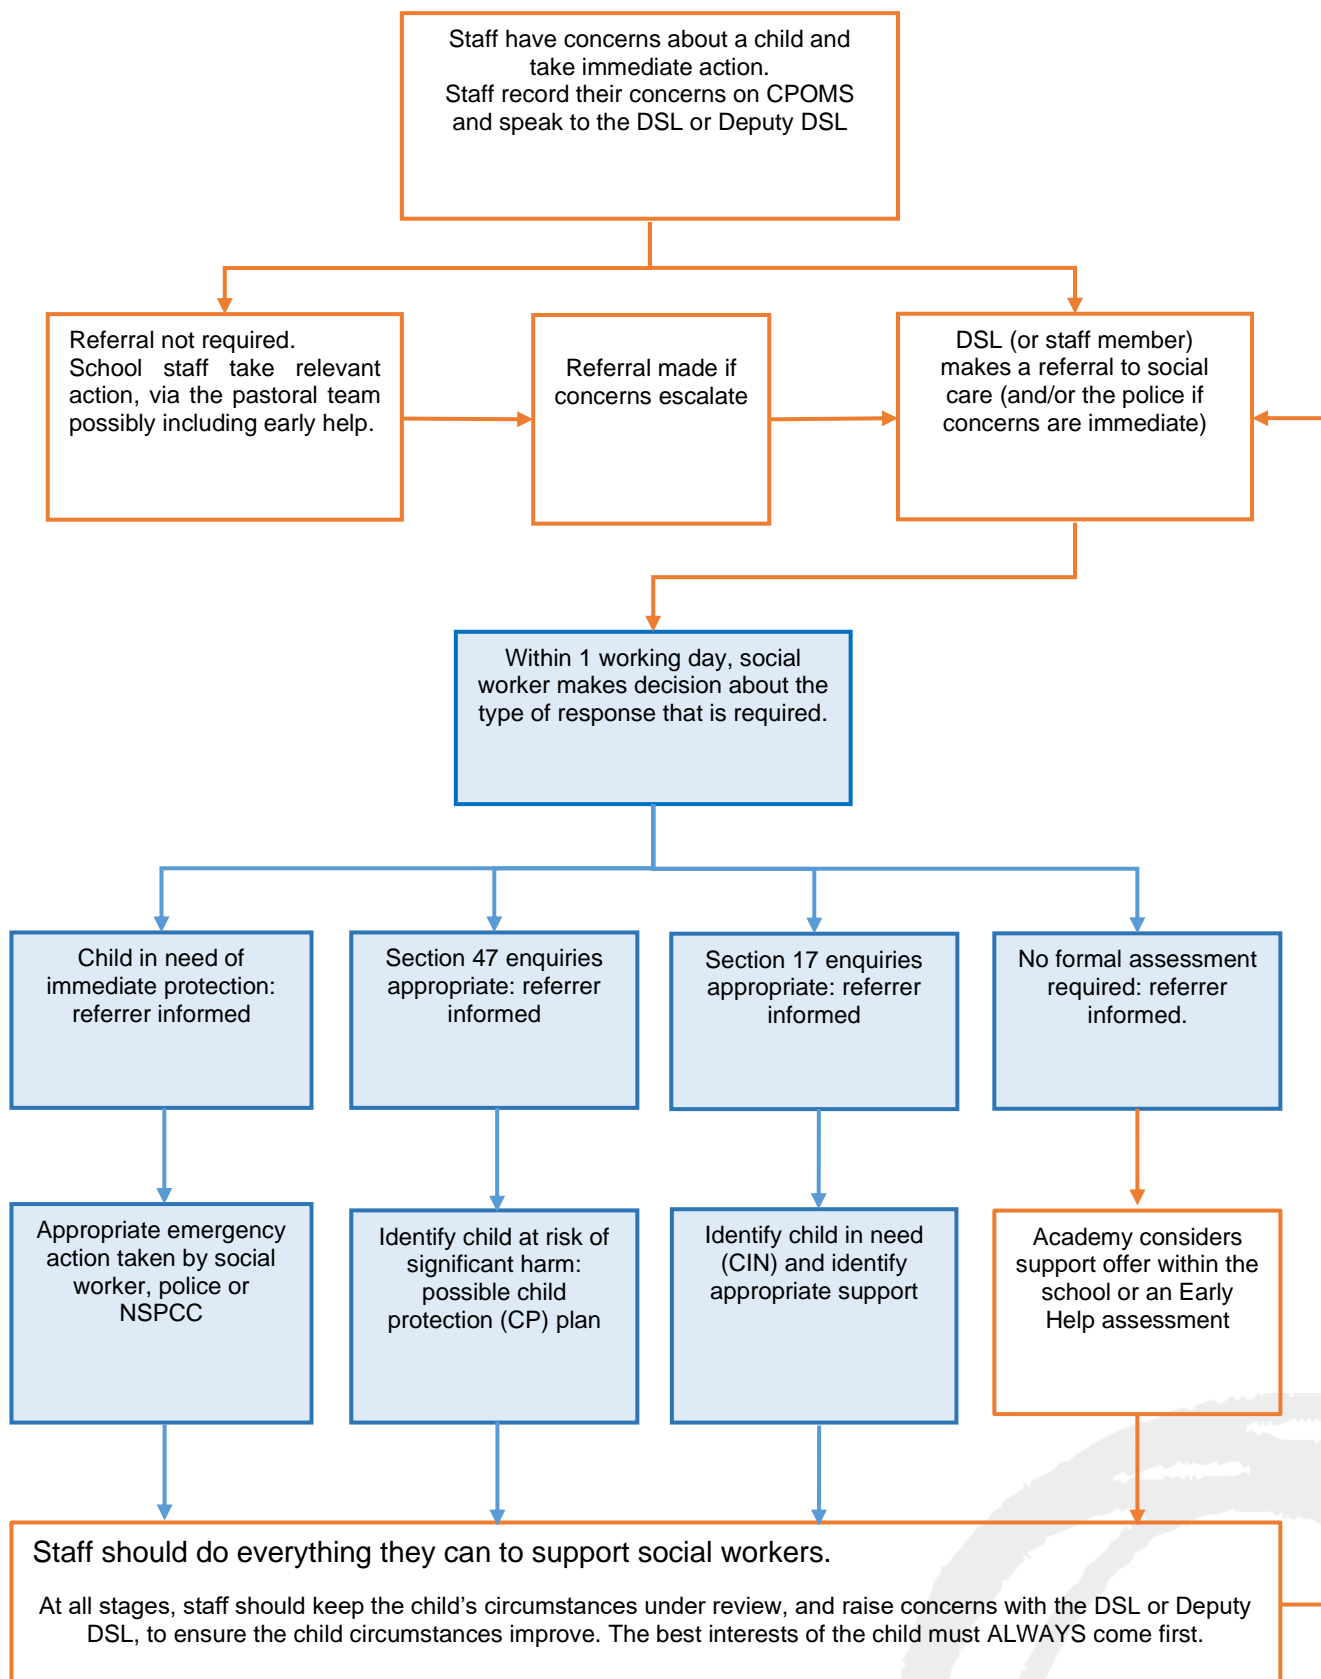 Staff have concerns about a child and
take immediate action.
Staff record their concerns on CPOMS
and speak to the DSL or Deputy DSL
Referral not required.
School staff take relevant
action, via the pastoral team
possibly including early help.
Referral made if
concerns escalate
DSL (or staff member)
makes a referral to social
care (and/or the police if
concerns are immediate)
Within 1 working day, social
worker makes decision about the
type of response that is required.
Child in need of
immediate protection:
referrer informed
Section 47 enquiries
appropriate: referrer
informed
Section 17 enquiries
appropriate: referrer
informed
No formal assessment
required: referrer
informed.
Appropriate emergency
action taken by social
worker, police or
NSPCC
Identify child at risk of
significant harm:
possible child
protection (CP) plan
Identify child in need
(CIN) and identify
appropriate support
Academy considers
support offer within the
school or an Early
Help assessment
Staff should do everything they can to support social workers.
At all stages, staff should keep the child’s circumstances under review, and raise concerns with the DSL or Deputy
DSL, to ensure the child circumstances improve. The best interests of the child must ALWAYS come first.